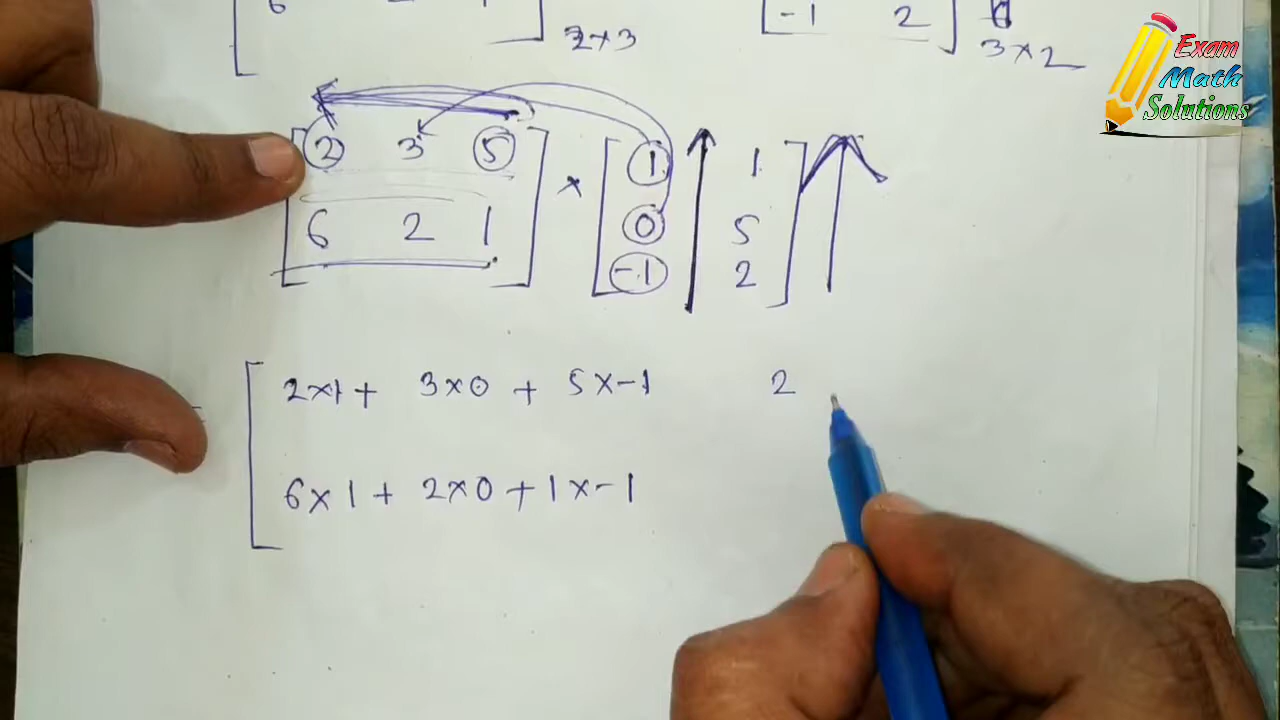 6
-1 2
2×3
3×2
Exam
Math
Solutions
2 3 5 × 1 1
6 2 1 0 5
-1 2
2×1 + 3×0 + 5×-1 2
6×1 + 2×0 + 1×-1